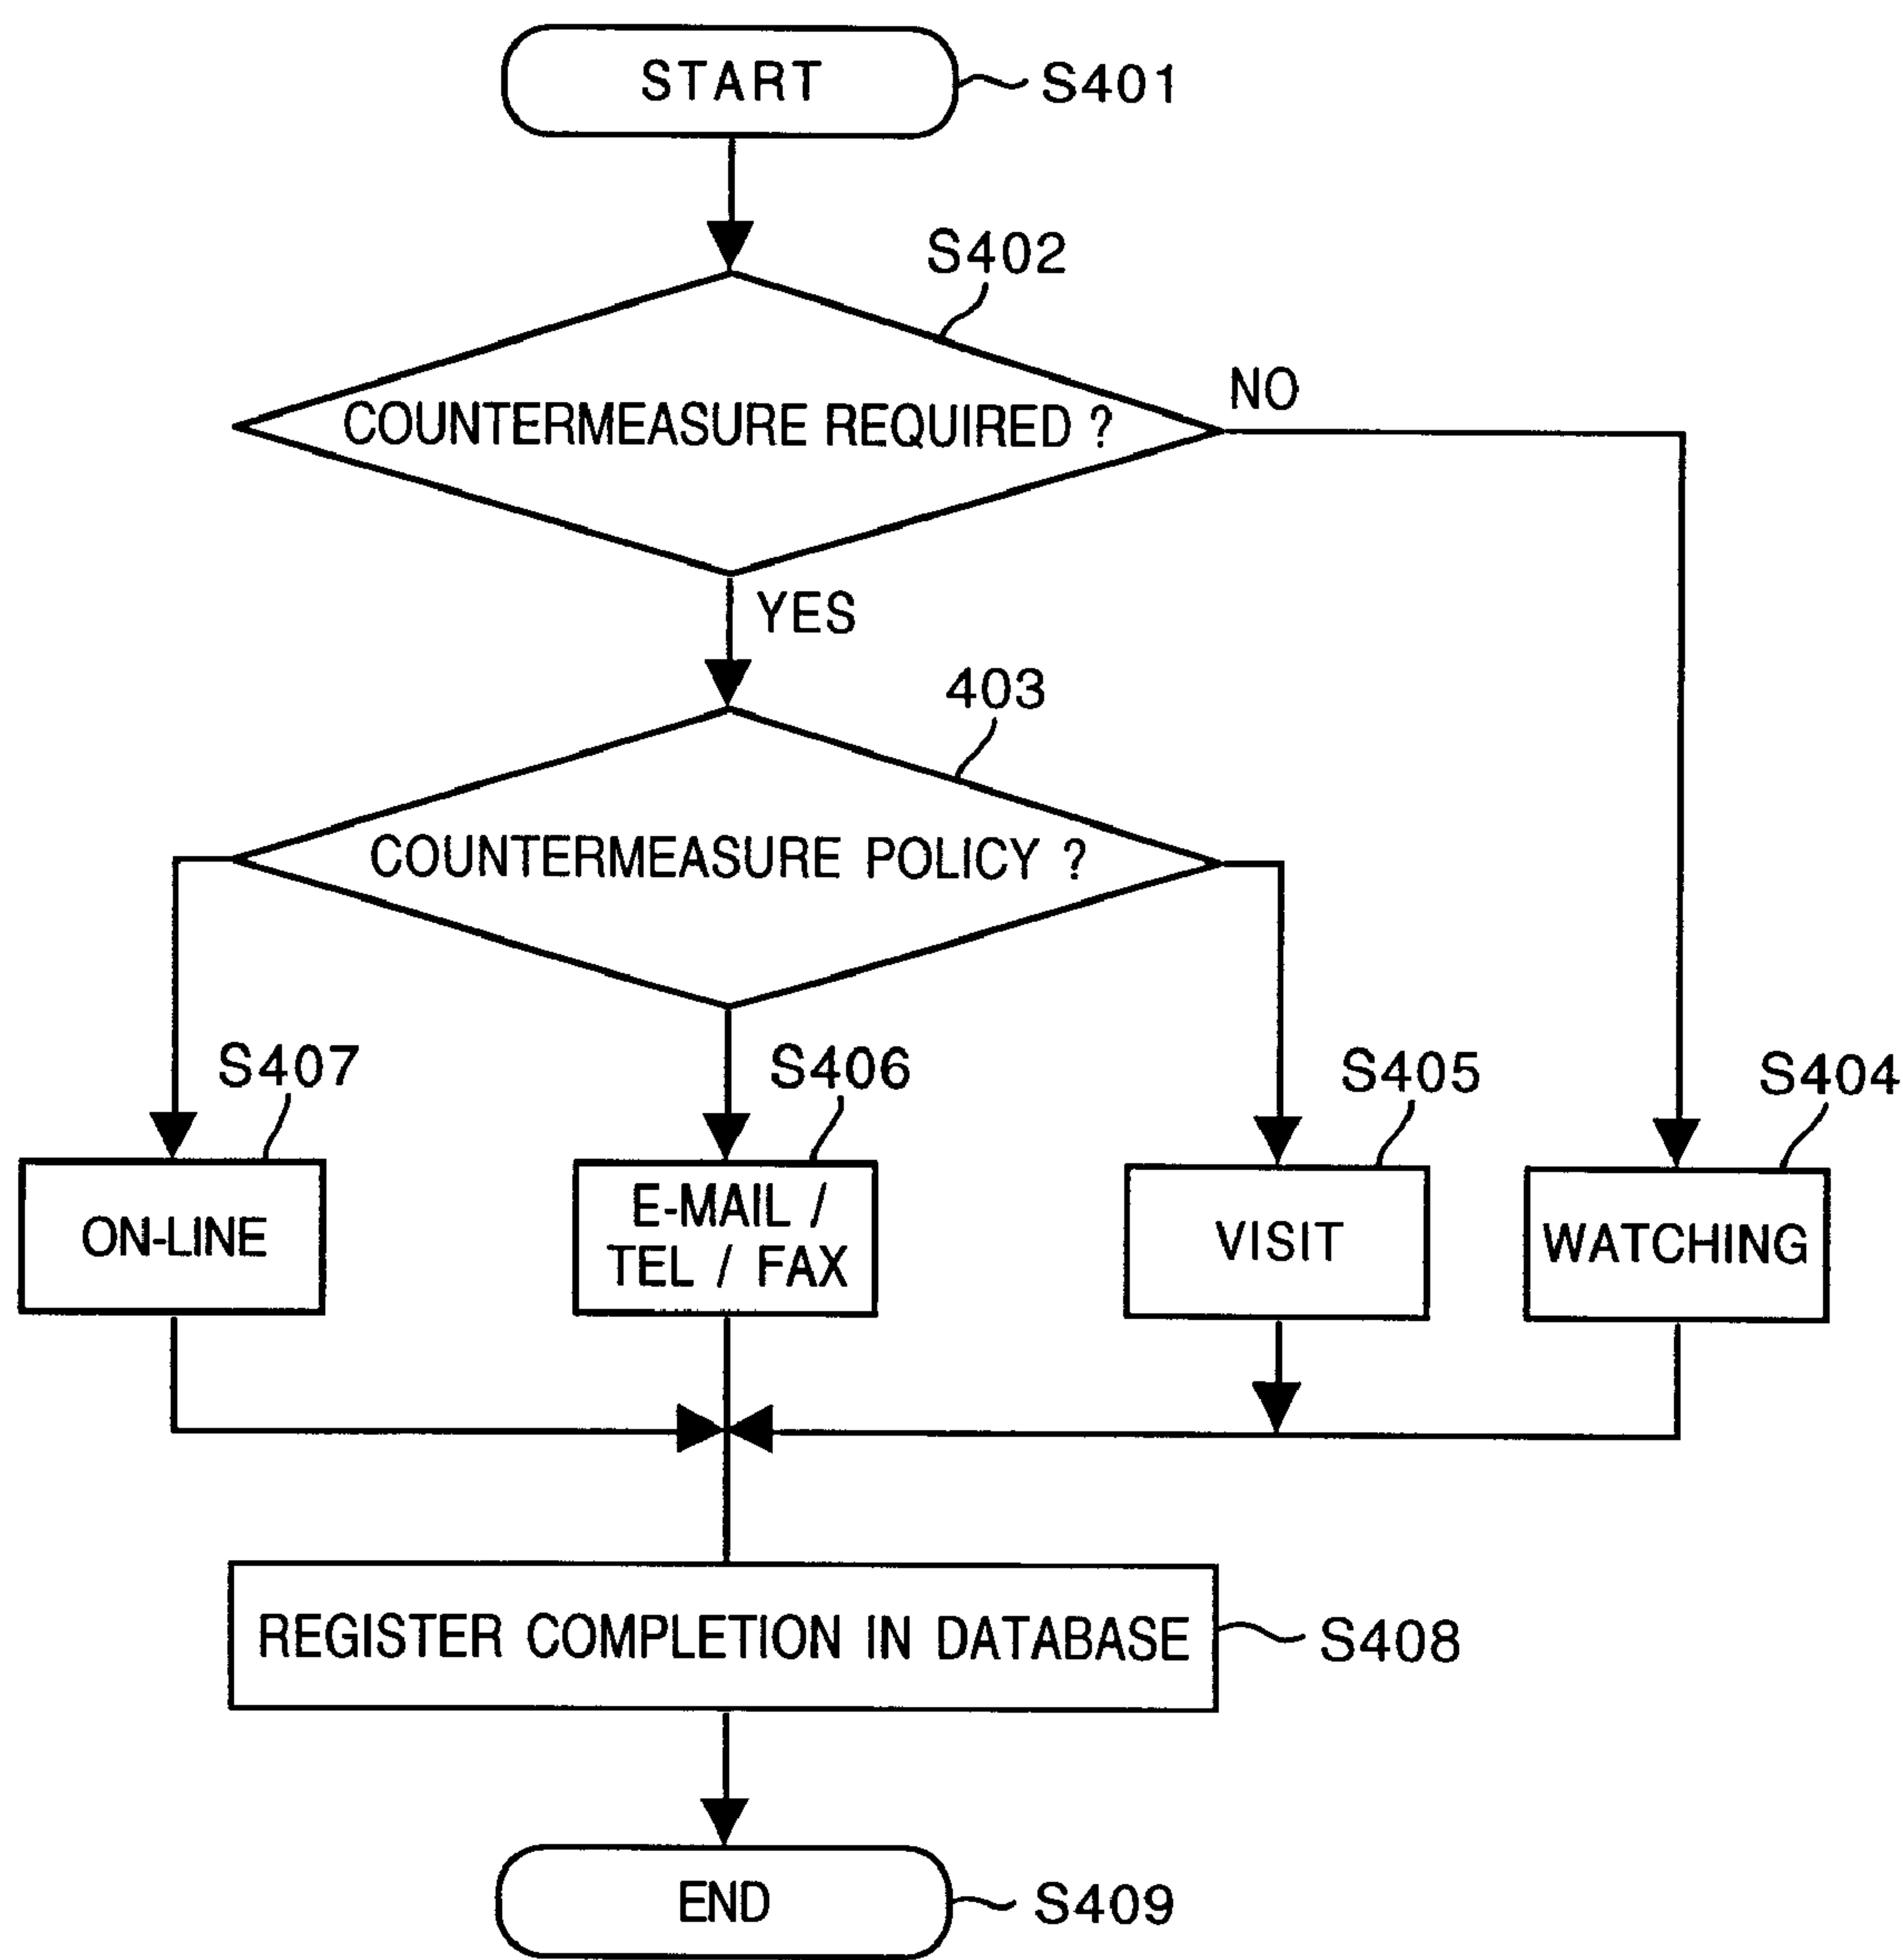 START
S401
S402
COUNTERMEASURE REQUIRED ?
NO
YES
403
COUNTERMEASURE POLICY ?
S407
S406
S405
S404
ON-LINE
E-MAIL /
TEL / FAX
VISIT
WATCHING
REGISTER COMPLETION IN DATABASE
S408
END
S409